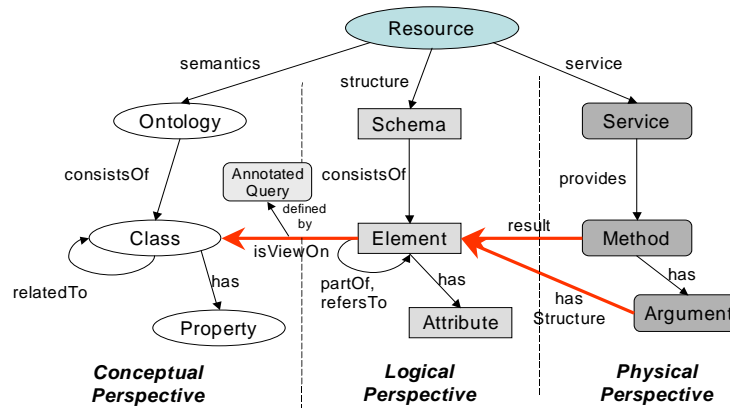 Resource
semantics
structure
service
Ontology
Schema
Service
consistsOf
Annotated
Query
consistsOf
provides
defined
by
Class
isViewOn
Element
result
Method
relatedTo
has
partOf,
refersTo
has
has
has
Structure
Argument
Property
Attribute
Conceptual
Perspective
Logical
Perspective
Physical
Perspective